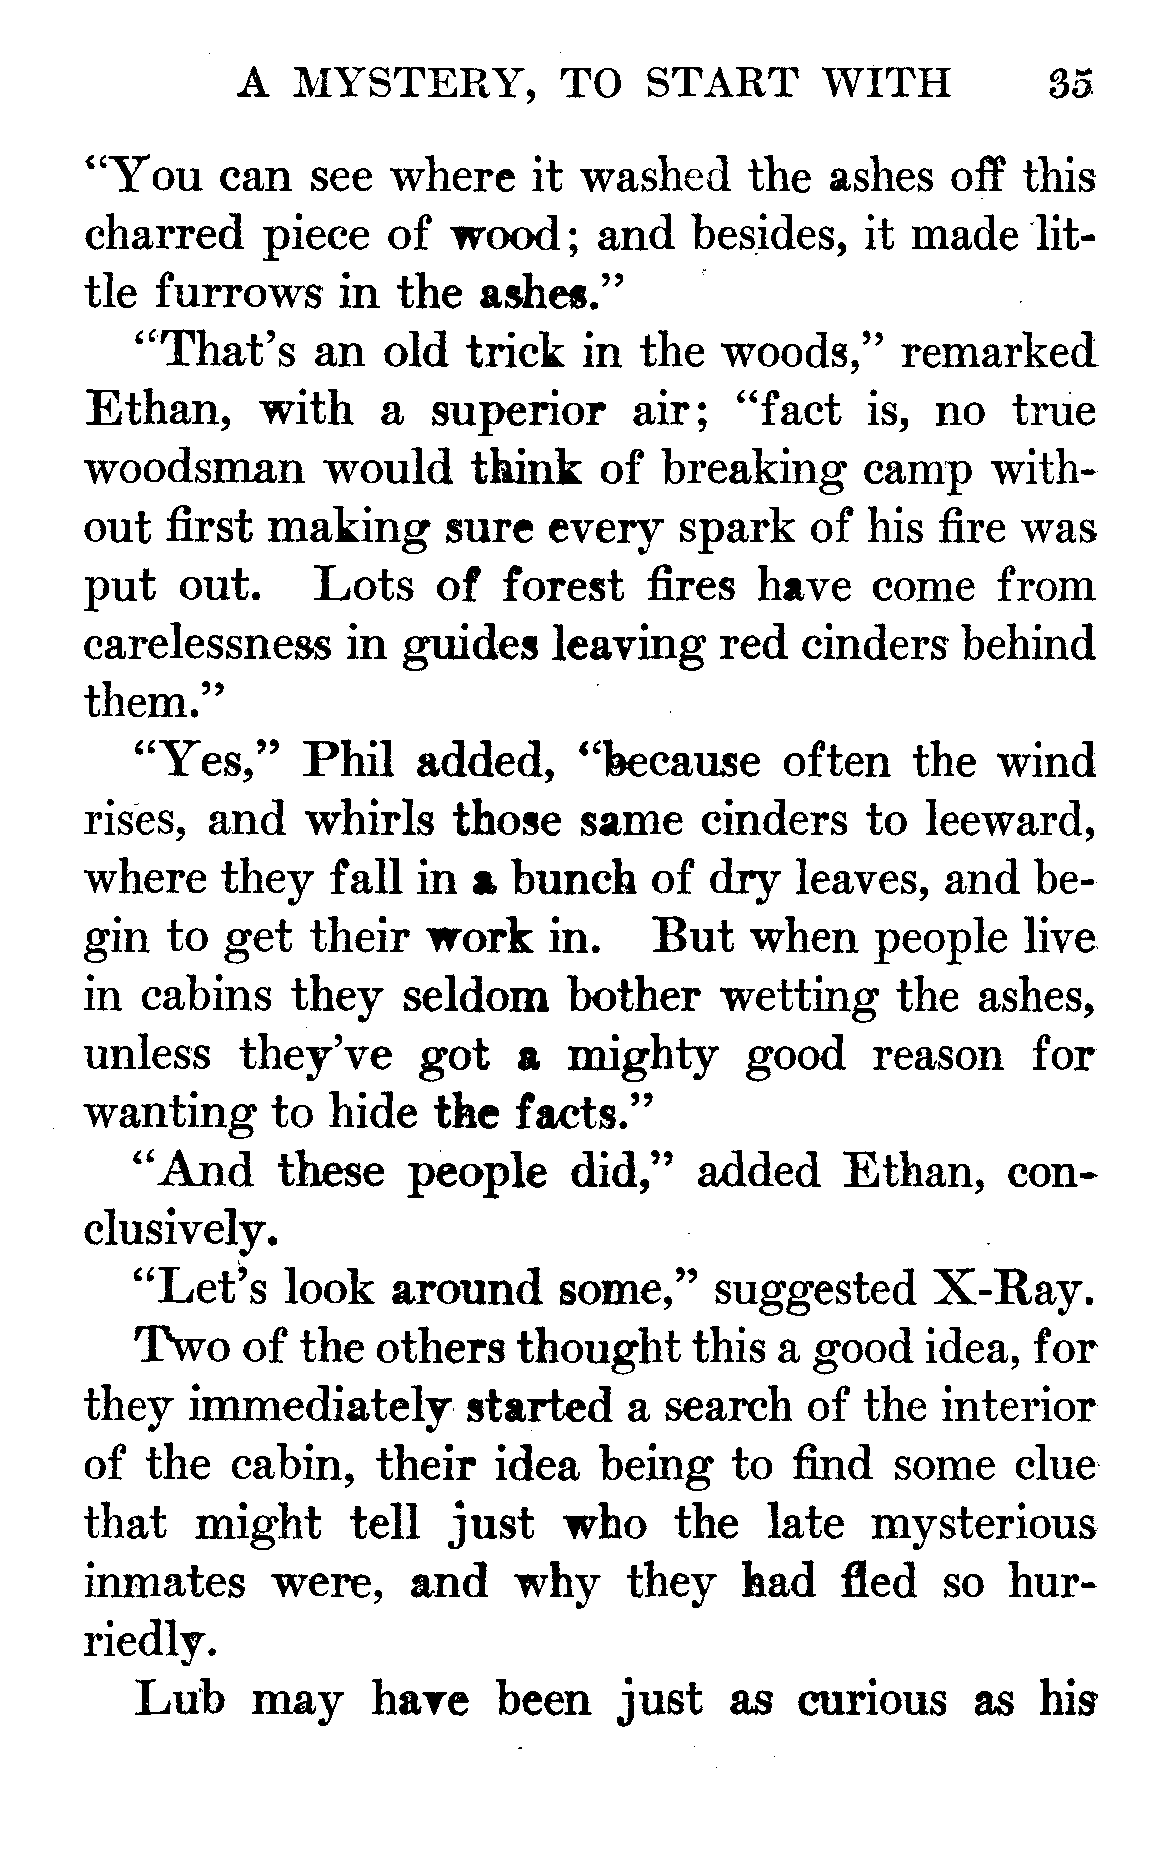 A MYSTERY, TO START WITH 35
“You can see where it washed the ashes off this
charred piece of wood; and besides, it made lit-
tle furrows in the ashes.”
“That’s an old trick in the woods,” remarked
Ethan, with a superior air; “fact is, no true
woodsman would think of breaking camp with-
out first making sure every spark of his fire was
put out. Lots of forest fires have come from
carelessness in guides leaving red cinders behind
them.”
“Yes,” Phil added, “because often the wind
rises, and whirls those same cinders to leeward,
where they fall in a bunch of dry leaves, and be-
gin to get their work in. But when people live
in cabins they seldom bother wetting the ashes,
unless they’ve got a mighty good reason for
wanting to hide the facts.”
“And these people did,” added Ethan, con-
clusively.
“Let’s look around some,” suggested X-Ray.
Two of the others thought this a good idea, for
they immediately started a search of the interior
of the cabin, their idea being to find some clue
that might tell just who the late mysterious
inmates were, and why they had fled so hur-
riedly.
Lub may have been just as curious as his